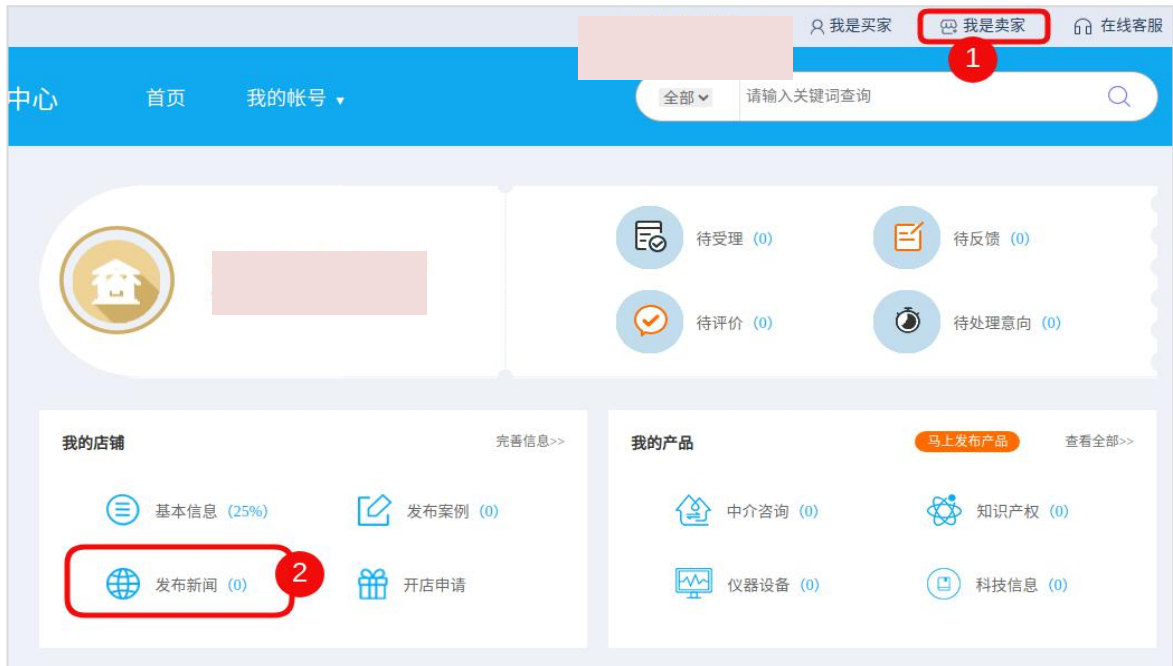 我是买家 我是卖家 在线客服
1
中心 首页 我的帐号 ▼ 全部 请输入关键词查询
待受理 (0) 待反馈 (0)
待评价 (0) 待处理意向 (0)
我的店铺 完善信息>>
我的产品 马上发布产品 查看全部>>
基本信息 (25%) 发布案例 (0)
中介咨询 (0) 知识产权 (0)
发布新闻 (0) 2 开店申请
仪器设备 (0) 科技信息 (0)